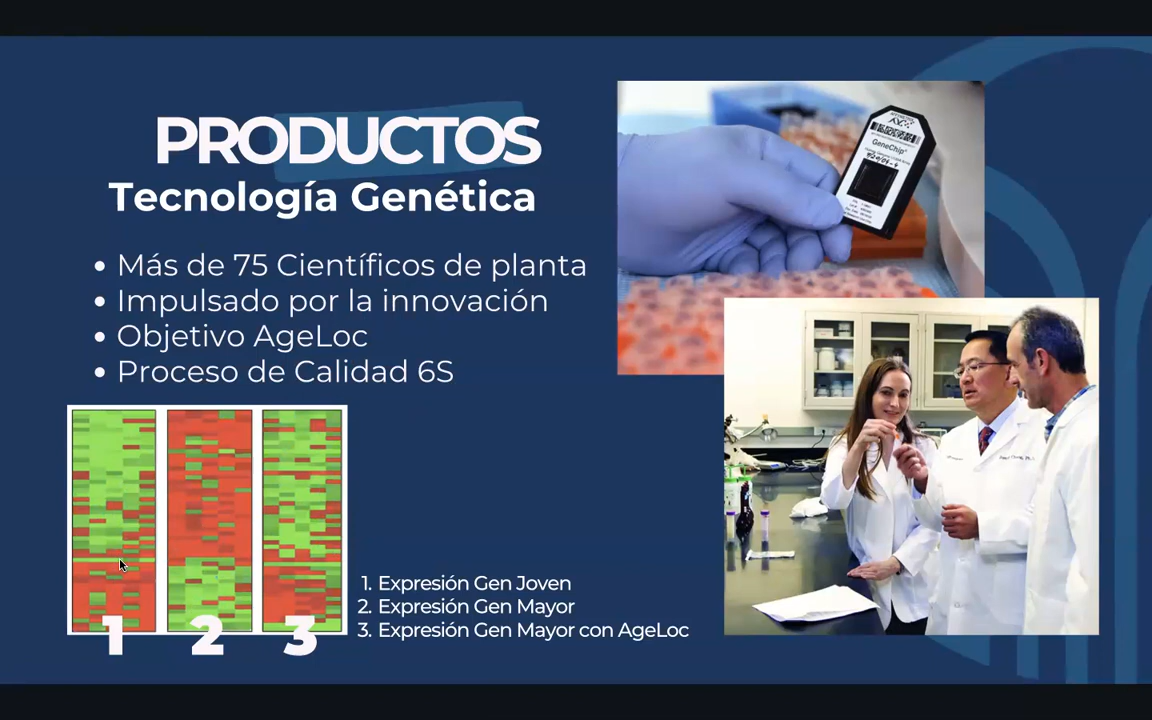 PRODUCTOS
Tecnología Genética
• Más de 75 Científicos de planta
• Impulsado por la innovación
• Objetivo AgeLoc
• Proceso de Calidad 6S
GeneChip®
1
2
3
1. Expresión Gen Joven
2. Expresión Gen Mayor
3. Expresión Gen Mayor con AgeLoc